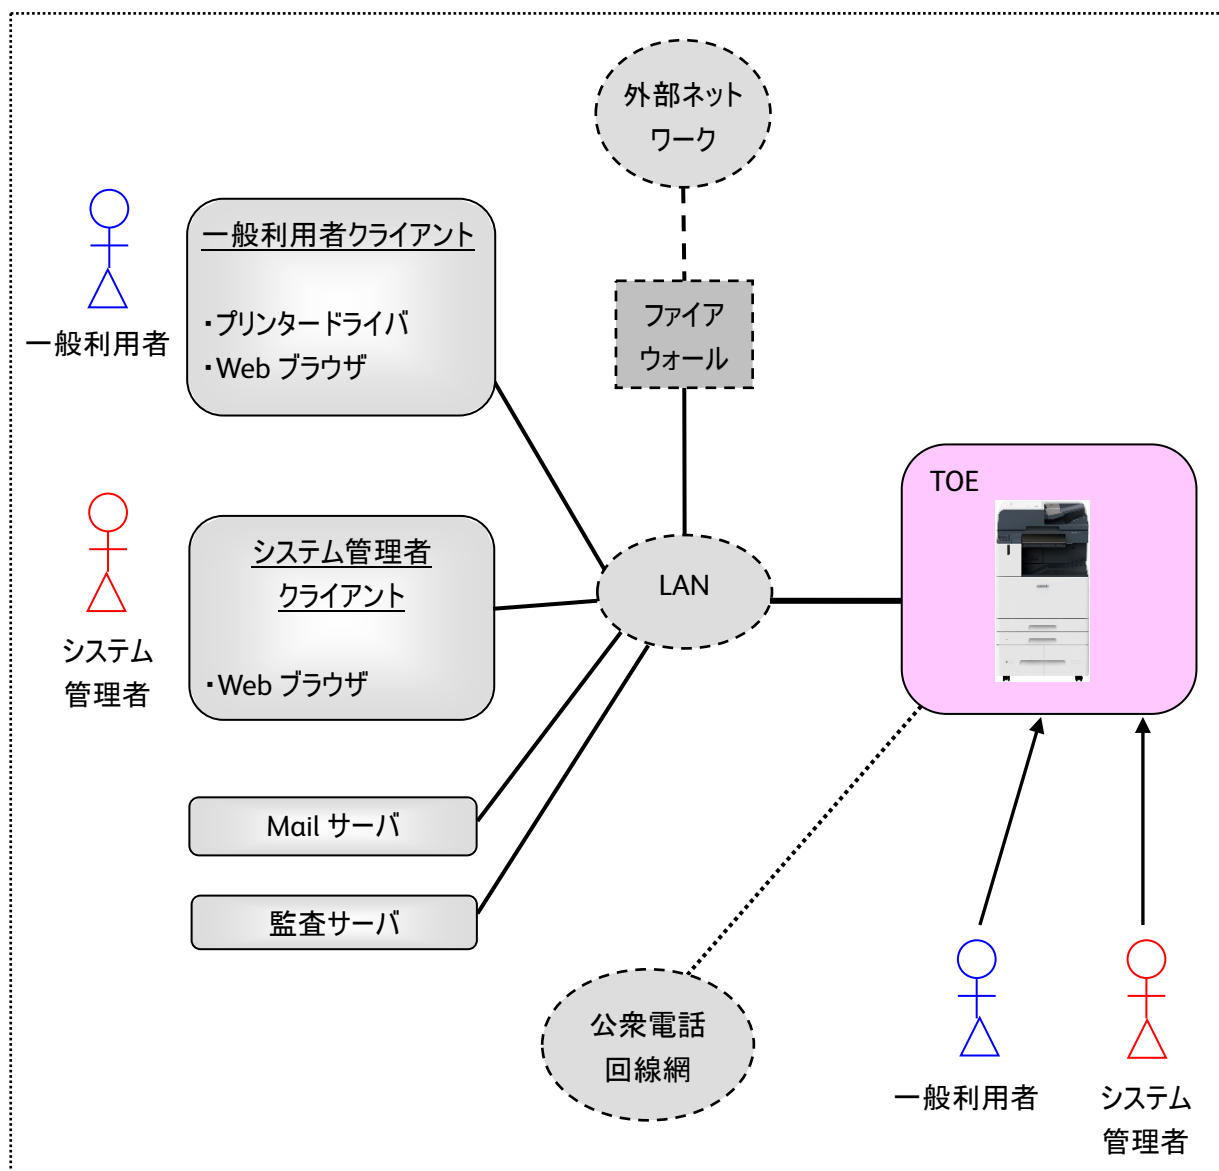 外部ネット
ワーク
一般利用者クライアント
・プリンタードライバ
・Web ブラウザ
一般利用者
ファイア
ウォール
TOE
システム管理者
クライアント
・Web ブラウザ
システム
管理者
LAN
Mail サーバ
監査サーバ
公衆電話
回線網
一般利用者
システム
管理者